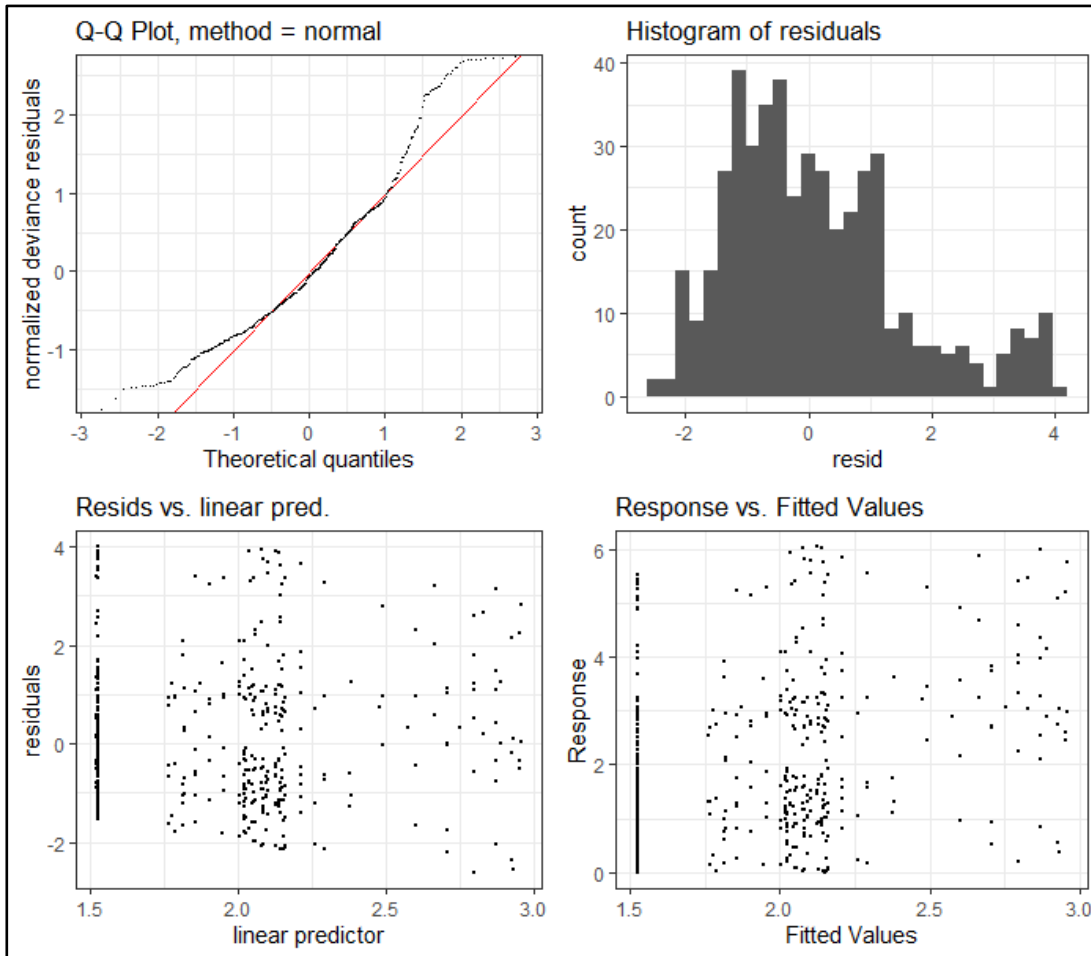 Q-Q Plot, method = normal
normalized deviance residuals
2
1
0
-1
-3 -2 -1 0 1 2 3
Theoretical quantiles
Histogram of residuals
count
40
30
20
10
0
-2 0 2 4
resid
Resids vs. linear pred.
residuals
4
2
0
-2
1.5 2.0 2.5 3.0
linear predictor
Response vs. Fitted Values
Response
6
4
2
0
1.5 2.0 2.5 3.0
Fitted Values